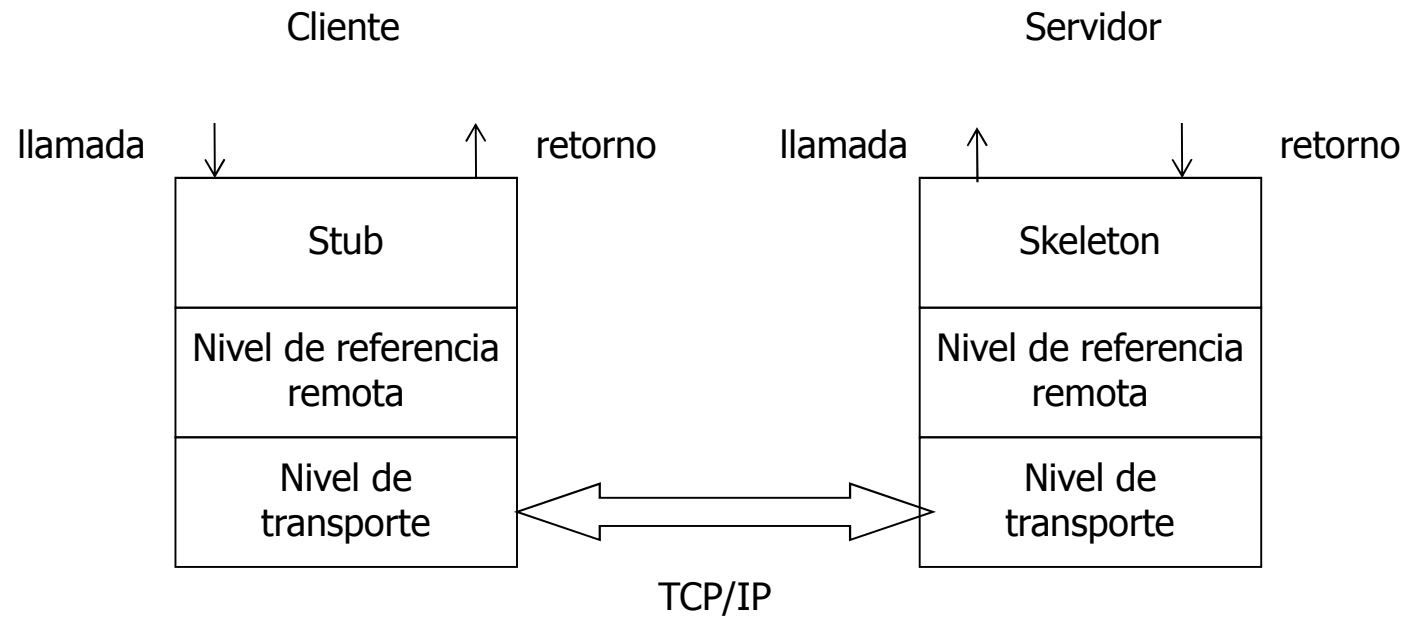 Cliente
Servidor
llamada
retorno
llamada
retorno
Stub
Skeleton
Nivel de referencia
remota
Nivel de referencia
remota
Nivel de
transporte
Nivel de
transporte
TCP/IP